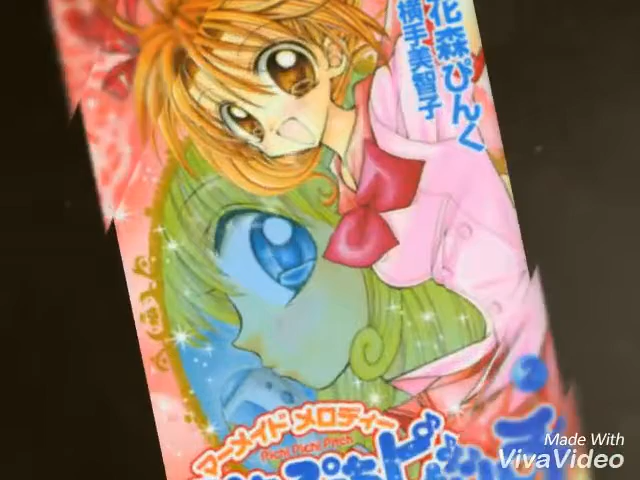 花森ぴんく
横手美智子
マーメイド メロディー
Pichi Pichi Pitch
Made With
VivaVideo